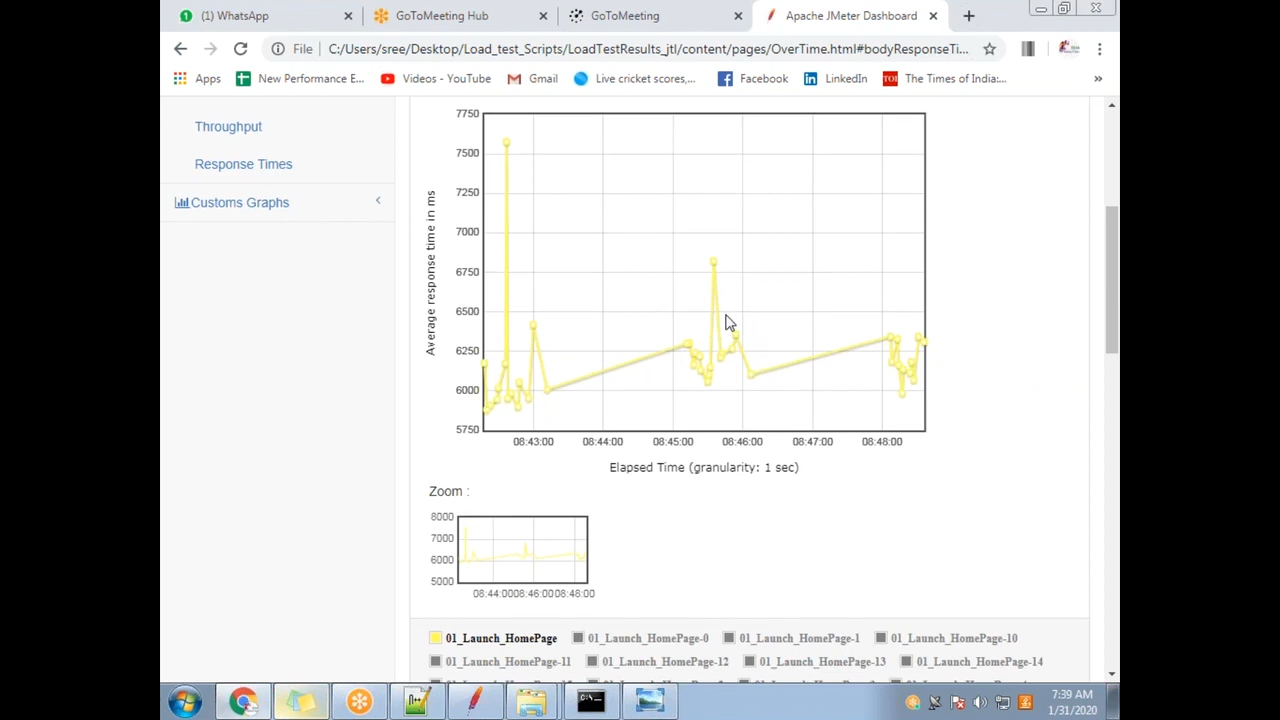 (1) WhatsApp
GoToMeeting Hub
GoToMeeting
Apache JMeter Dashboard
File
C:/Users/sree/Desktop/Load_test_Scripts/LoadTestResults_jtl/content/pages/OverTime.html#bodyResponseTi...
Apps
New Performance E...
Videos - YouTube
Gmail
Live cricket scores,...
Facebook
LinkedIn
TOI
The Times of India:...
»
Throughput
Response Times
Customs Graphs
Average response time in ms
7750
7500
7250
7000
6750
6500
6250
6000
5750
08:43:00 08:44:00 08:45:00 08:46:00 08:47:00 08:48:00
Elapsed Time (granularity: 1 sec)
Zoom :
8000
7000
6000
5000
08:44:00 08:46:00 08:48:00
01_Launch_HomePage 01_Launch_HomePage-0 01_Launch_HomePage-1 01_Launch_HomePage-10
01_Launch_HomePage-11 01_Launch_HomePage-12 01_Launch_HomePage-13 01_Launch_HomePage-14
7:39 AM
1/31/2020